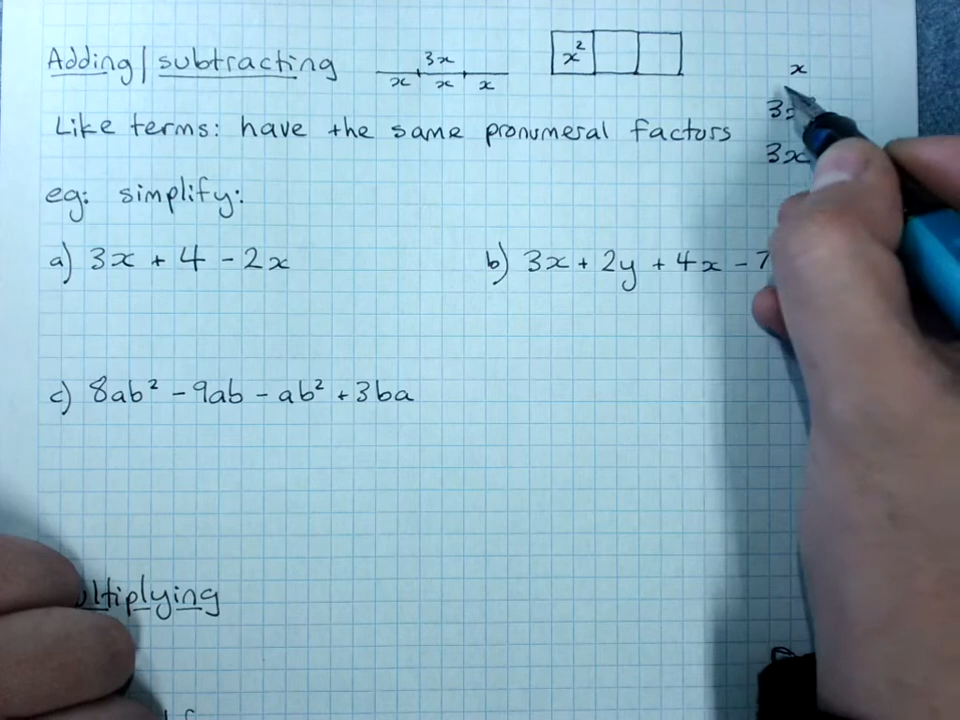 Adding/subtracting 3x x²
x x x x
3x
Like terms: have the same pronumeral factors
3x
eg: simplify:
a) 3x + 4 - 2x b) 3x + 2y + 4x - 7
c) 8ab² - 9ab - ab² + 3ba